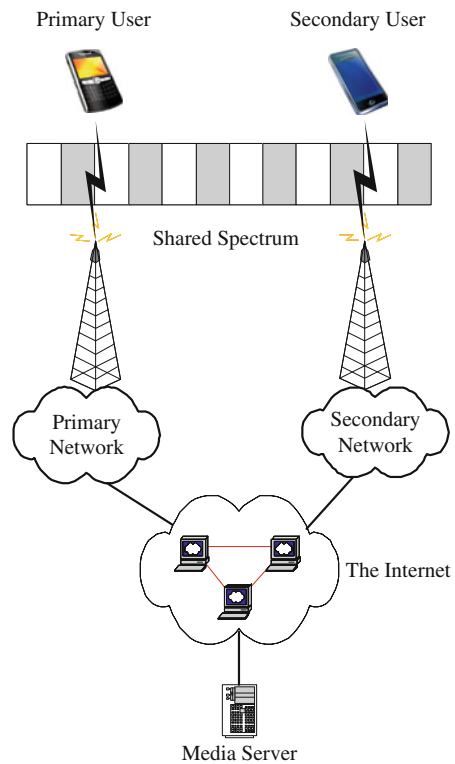 Primary User
Secondary User
Shared Spectrum
Primary
Network
Secondary
Network
The Internet
Media Server